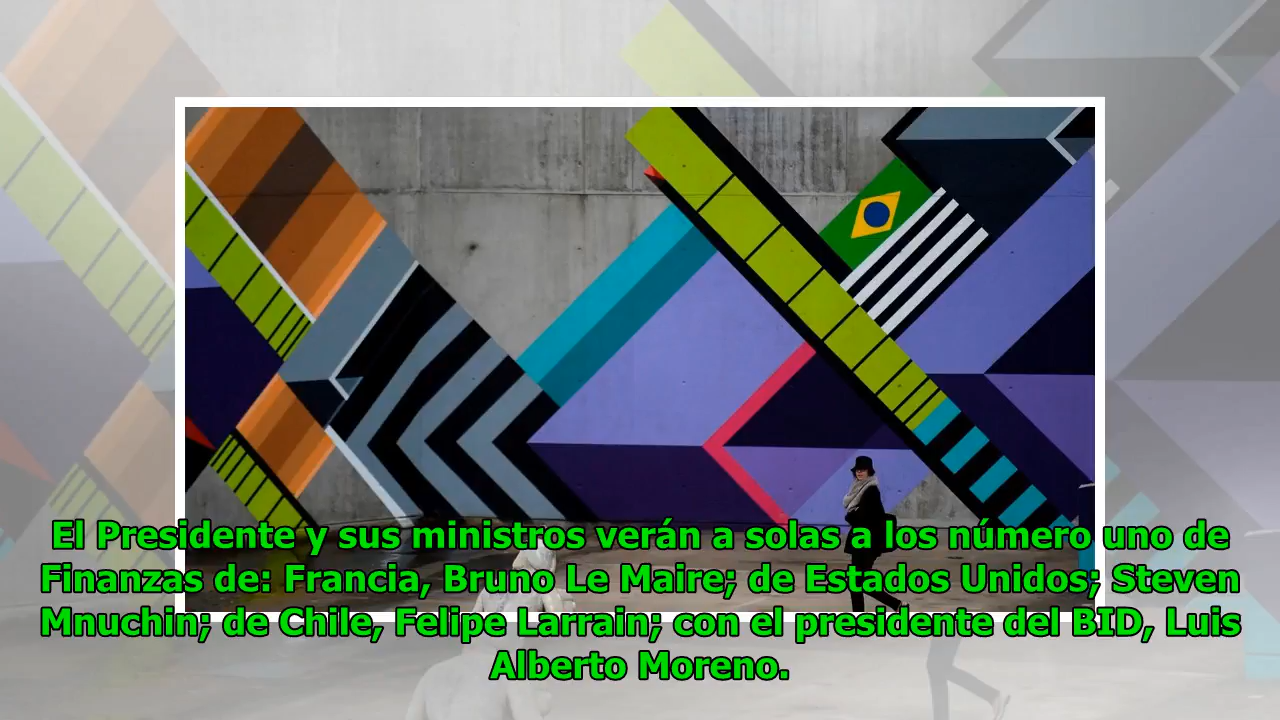 El Presidente y sus ministros verán a solas a los número uno de
Finanzas de: Francia, Bruno Le Maire; de Estados Unidos; Steven
Mnuchin; de Chile, Felipe Larrain; con el presidente del BID, Luis
Alberto Moreno.